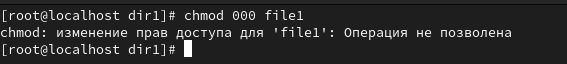 [root@localhost dir1]# chmod 000 file1
chmod: изменение прав доступа для 'file1': Операция не позволена
[root@localhost dir1]#